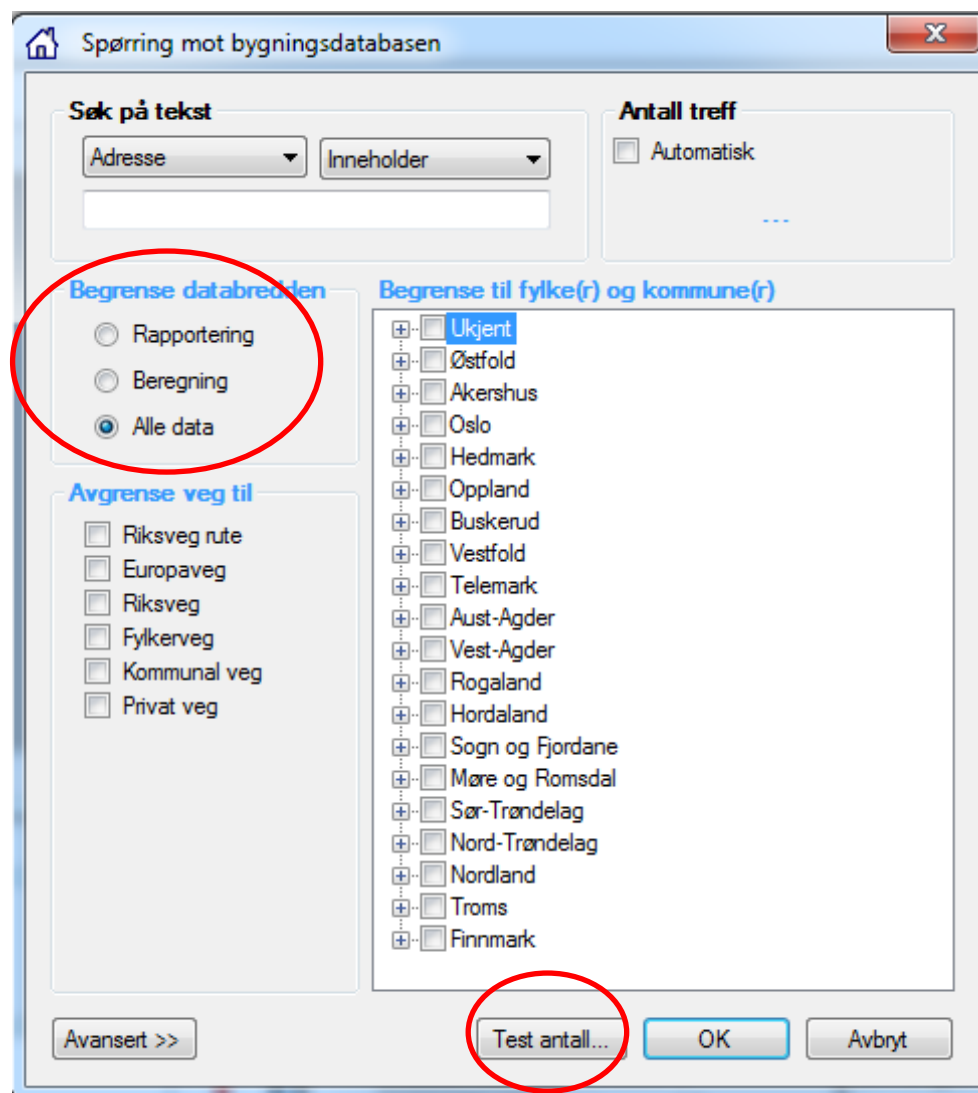 Spørring mot bygningsdatabasen
Søk på tekst
Adresse
Inneholder
Antall treff
Automatisk
---
Begrense databredden
Rapportering
Beregning
Alle data
Avgrense veg til
Riksveg rute
Europaveg
Riksveg
Fylkerveg
Kommunal veg
Privat veg
Begrense til fylke(r) og kommune(r)
Ukjent
Østfold
Akershus
Oslo
Hedmark
Oppland
Buskerud
Vestfold
Telemark
Aust-Agder
Vest-Agder
Rogaland
Hordaland
Sogn og Fjordane
Møre og Romsdal
Sør-Trøndelag
Nord-Trøndelag
Nordland
Troms
Finnmark
Avansert >>
Test antall...
OK
Avbryt